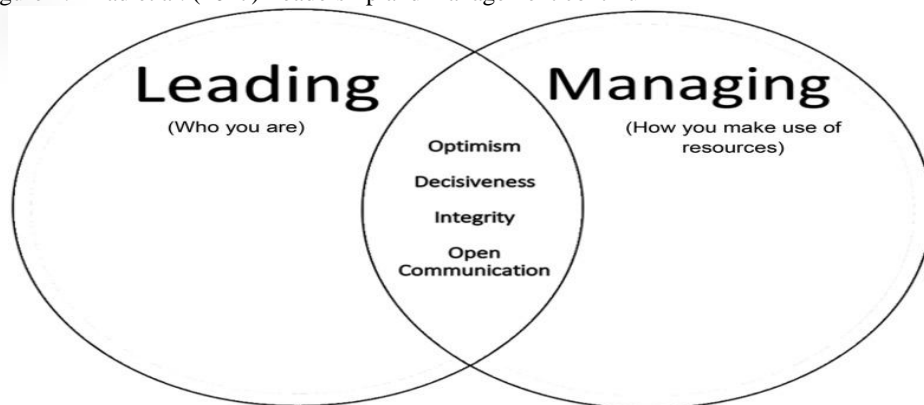 Leading
(Who you are)
Managing
(How you make use of
resources)
Optimism
Decisiveness
Integrity
Open
Communication